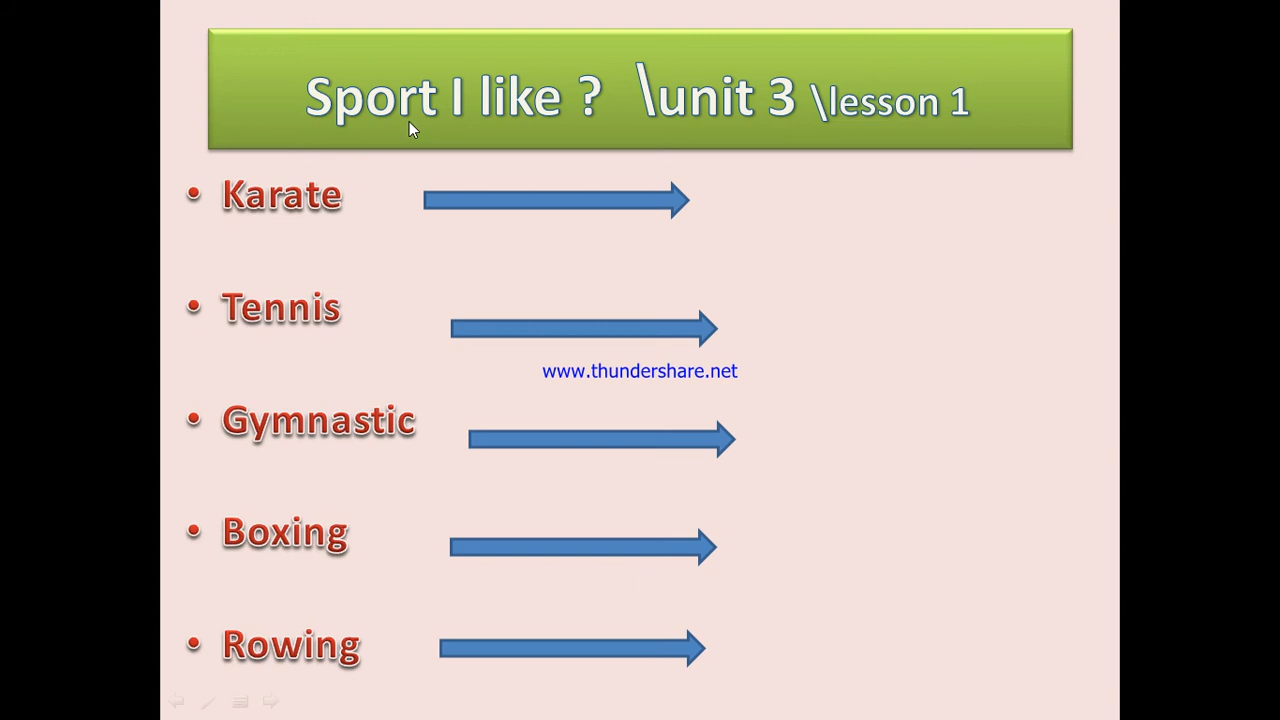 Sport I like ? \unit 3 \lesson 1
• Karate
• Tennis
www.thundershare.net
• Gymnastic
• Boxing
• Rowing